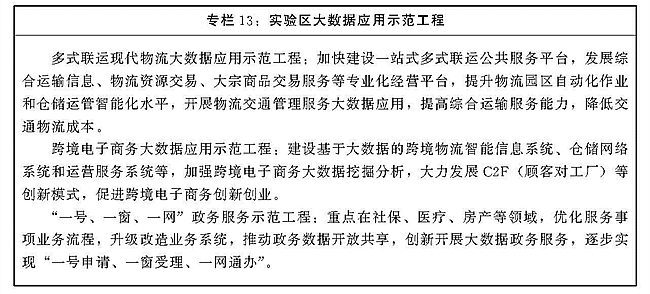 专栏 13：实验区大数据应用示范工程
多式联运现代物流大数据应用示范工程：加快建设一站式多式联运公共服务平台，发展综
合运输信息、物流资源交易、大宗商品交易服务等专业化经营平台，提升物流园区自动化作业
和仓储运管智能化水平，开展物流交通管理服务大数据应用，提高综合运输服务能力，降低交
通物流成本。
跨境电子商务大数据应用示范工程：建设基于大数据的跨境物流智能信息系统、仓储网络
系统和运营服务系统等，加强跨境电子商务大数据挖掘分析，大力发展 C2F（顾客对工厂）等
创新模式，促进跨境电子商务创新创业。
“一号、一窗、一网”政务服务示范工程：重点在社保、医疗、房产等领域，优化服务事
项业务流程，升级改造业务系统，推动政务数据开放共享，创新开展大数据政务服务，逐步实
现“一号申请、一窗受理、一网通办”。